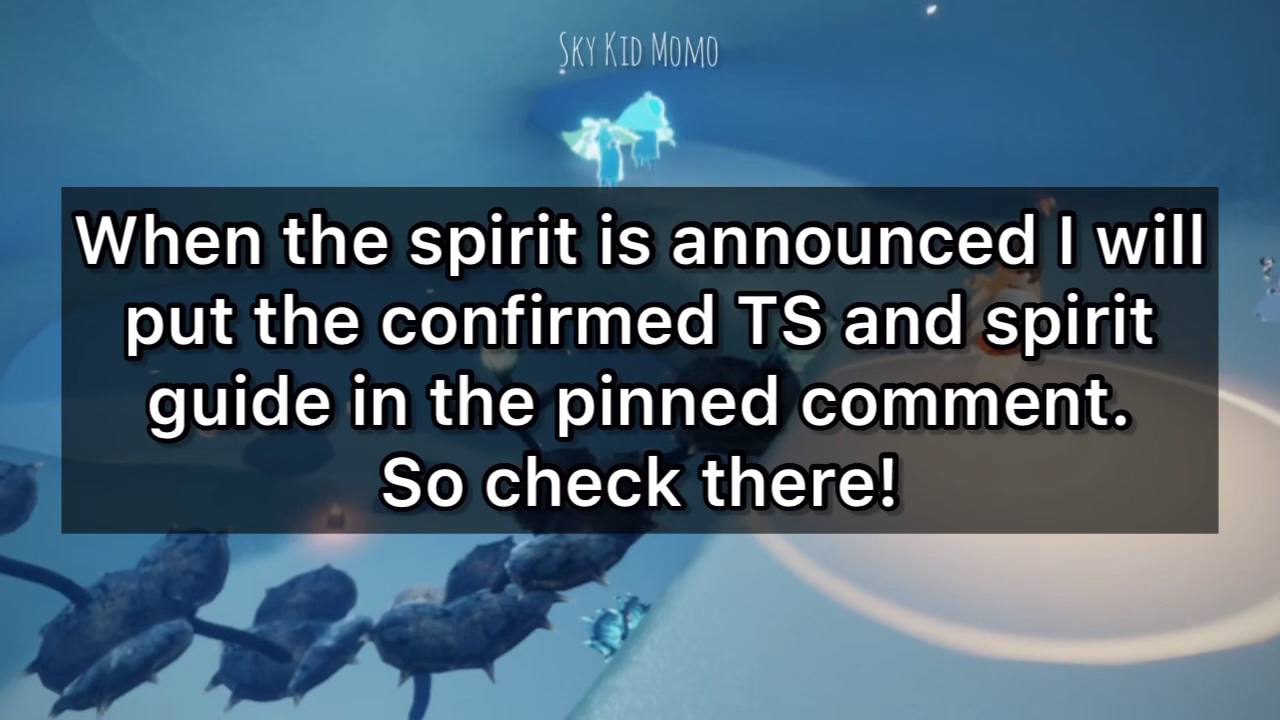 Sky Kid Momo
When the spirit is announced I will
put the confirmed TS and spirit
guide in the pinned comment.
So check there!